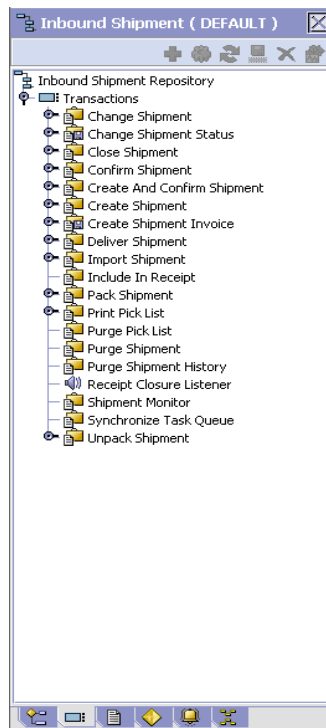 Inbound Shipment ( DEFAULT )
Inbound Shipment Repository
Transactions
Change Shipment
Change Shipment Status
Close Shipment
Confirm Shipment
Create And Confirm Shipment
Create Shipment
Create Shipment Invoice
Deliver Shipment
Import Shipment
Include In Receipt
Pack Shipment
Print Pick List
Purge Pick List
Purge Shipment
Purge Shipment History
Receipt Closure Listener
Shipment Monitor
Synchronize Task Queue
Unpack Shipment